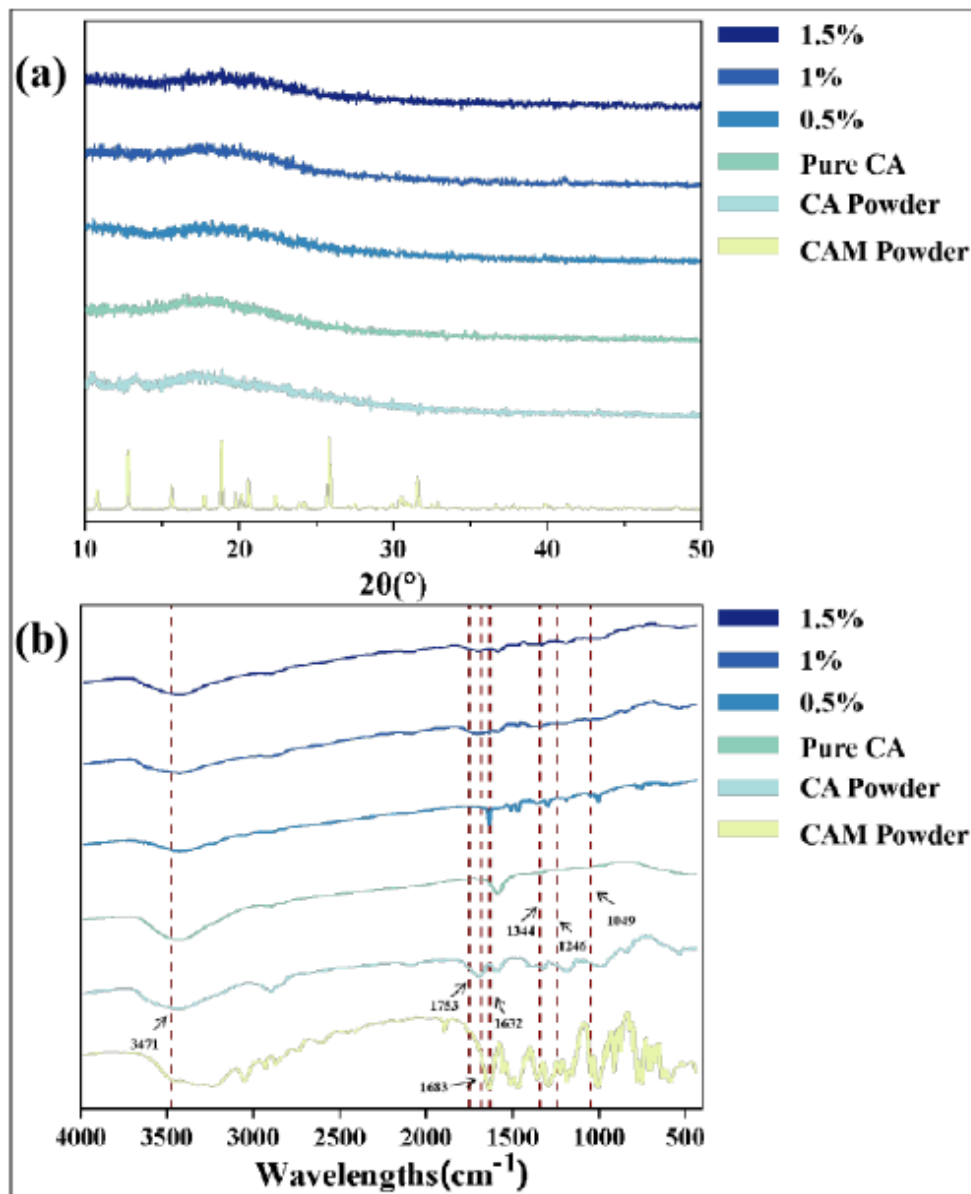 (a)
1.5%
1%
0.5%
Pure CA
CA Powder
CAM Powder
10 20 30 40 50
2θ(°)
(b)
1.5%
1%
0.5%
Pure CA
CA Powder
CAM Powder
3471
1753
1683
1632
1344
1246
1049
4000 3500 3000 2500 2000 1500 1000 500
Wavelengths(cm⁻¹)